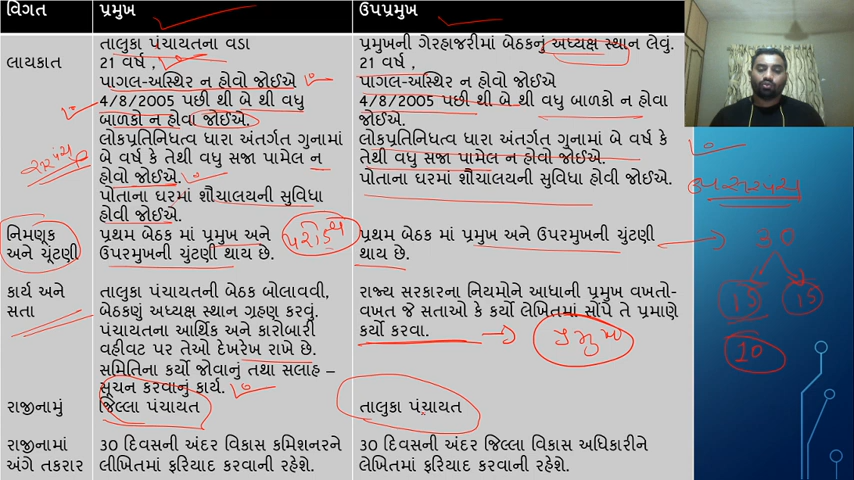 વિગત પ્રમુખ ઉપપ્રમુખ
લાયકાત
તાલુકા પંચાયતના વડા
21 વર્ષ ,
પાગલ-અસ્થિર ન હોવો જોઈએ
4/8/2005 પછી થી બે થી વધુ
બાળકો ન હોવા જોઈએ.
લોકપ્રતિનિધત્વ ધારા અંતર્ગત ગુનામાં
બે વર્ષ કે તેથી વધુ સજા પામેલ ન
હોવો જોઈએ.
પોતાના ઘરમાં શૌચાલયની સુવિધા
હોવી જોઈએ.
પ્રમુખની ગેરહાજરીમાં બેઠકનું અધ્યક્ષ સ્થાન લેવું.
21 વર્ષ ,
પાગલ-અસ્થિર ન હોવો જોઈએ
4/8/2005 પછી થી બે થી વધુ બાળકો ન હોવા
જોઈએ.
લોકપ્રતિનિધત્વ ધારા અંતર્ગત ગુનામાં બે વર્ષ કે
તેથી વધુ સજા પામેલ ન હોવો જોઈએ.
પોતાના ઘરમાં શૌચાલયની સુવિધા હોવી જોઈએ.
સરપંચ
ઉપસરપંચ
નિમણૂક
અને ચૂંટણી
પ્રથમ બેઠક માં પ્રમુખ અને
ઉપરમુખની ચુંટણી થાય છે.
પ્રથમ બેઠક માં પ્રમુખ અને ઉપરમુખની ચુંટણી
થાય છે.
30
15 15
10
કાર્ય અને
સતા
તાલુકા પંચાયતની બેઠક બોલાવવી,
બેઠકણું અધ્યક્ષ સ્થાન ગ્રહણ કરવું.
પંચાયતના આર્થિક અને કારોબારી
વહીવટ પર તેઓ દેખરેખ રાખે છે.
સમિતિના કર્યો જોવાનું તથા સલાહ –
સૂચન કરવાનું કાર્ય.
રાજ્ય સરકારના નિયમોને આધાની પ્રમુખ વખતો-
વખત જે સતાઓ કે કર્યો લેખિતમાં સોંપે તે પ્રમાણે
કર્યો કરવા.
પ્રમુખ
રાજીનામું જિલ્લા પંચાયત તાલુકા પંચાયત
રાજીનામાં
અંગે તકરાર
30 દિવસની અંદર વિકાસ કમિશનરને
લીખિતમાં ફરિયાદ કરવાની રહેશે.
30 દિવસની અંદર જિલ્લા વિકાસ અધિકારીને
લેખિતમાં ફરિયાદ કરવાની રહેશે.